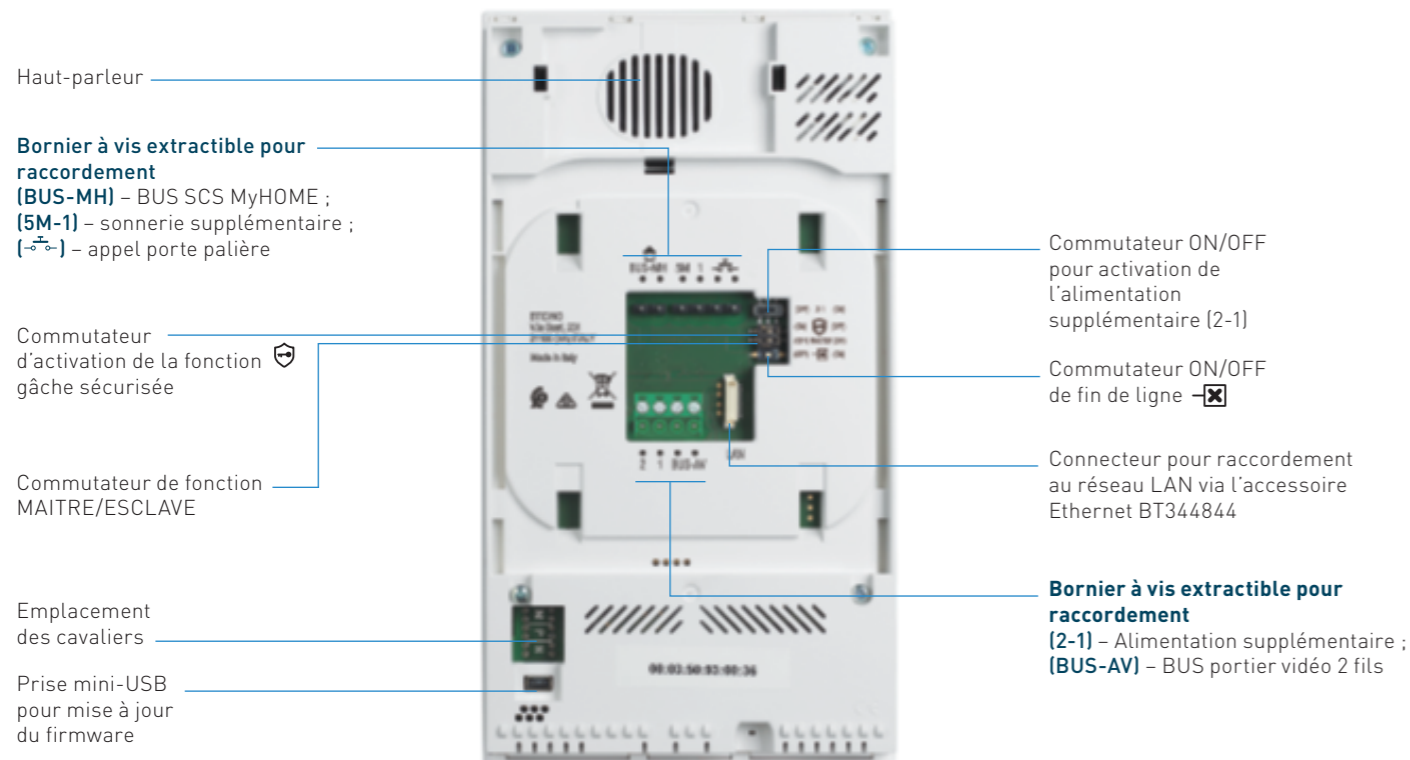 Haut-parleur
Bornier à vis extractible pour
raccordement
(BUS-MH) – BUS SCS MyHOME ;
(5M-1) – sonnerie supplémentaire ;
( ) – appel porte palière
Commutateur
d'activation de la fonction
gâche sécurisée
Commutateur de fonction
MAITRE/ESCLAVE
Emplacement
des cavaliers
Prise mini-USB
pour mise à jour
du firmware
BUS-MH 5M 1
BTICINO
Made in Italy
2 1 BUS-AV LAN
00:03:50:93:00:36
Commutateur ON/OFF
pour activation de
l'alimentation
supplémentaire (2-1)
Commutateur ON/OFF
de fin de ligne
Connecteur pour raccordement
au réseau LAN via l'accessoire
Ethernet BT344844
Bornier à vis extractible pour
raccordement
(2-1) – Alimentation supplémentaire ;
(BUS-AV) – BUS portier vidéo 2 fils